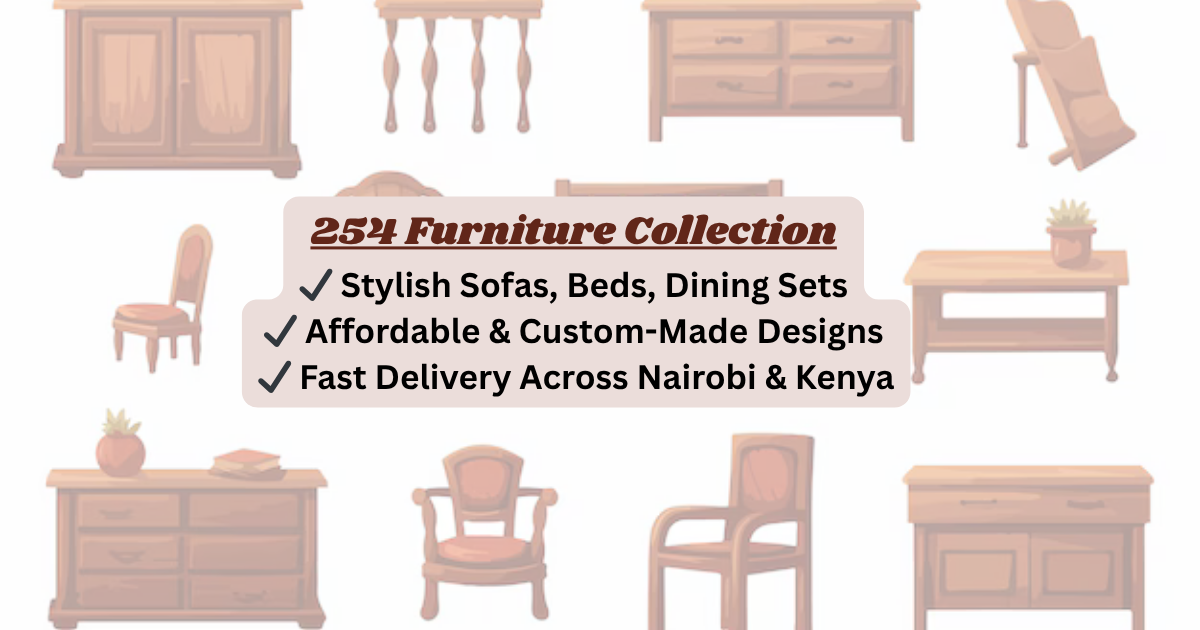 254 Furniture Collection
✓ Stylish Sofas, Beds, Dining Sets
✓ Affordable & Custom-Made Designs
✓ Fast Delivery Across Nairobi & Kenya